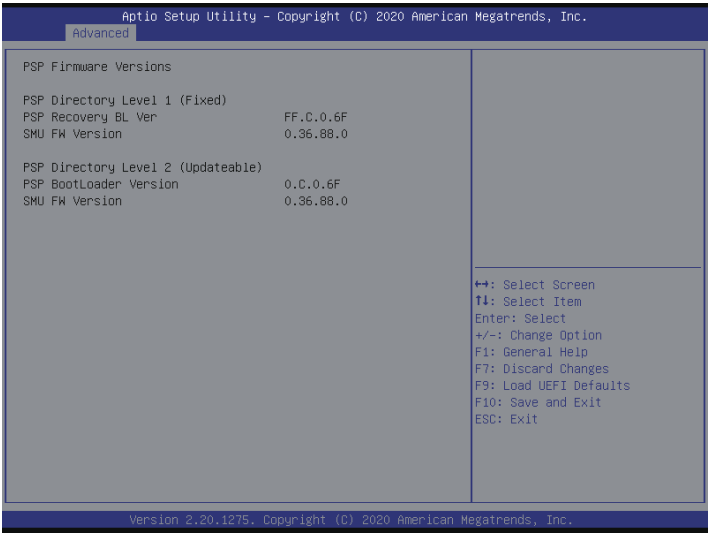 Aptio Setup Utility – Copyright (C) 2020 American Megatrends, Inc.
Advanced
PSP Firmware Versions
PSP Directory Level 1 (Fixed)
PSP Recovery BL Ver FF.C.0.6F
SMU FW Version 0.36.88.0
PSP Directory Level 2 (Updateable)
PSP BootLoader Version 0.C.0.6F
SMU FW Version 0.36.88.0
↔: Select Screen
↑↓: Select Item
Enter: Select
+/-: Change Option
F1: General Help
F7: Discard Changes
F9: Load UEFI Defaults
F10: Save and Exit
ESC: Exit
Version 2.20.1275. Copyright (C) 2020 American Megatrends, Inc.